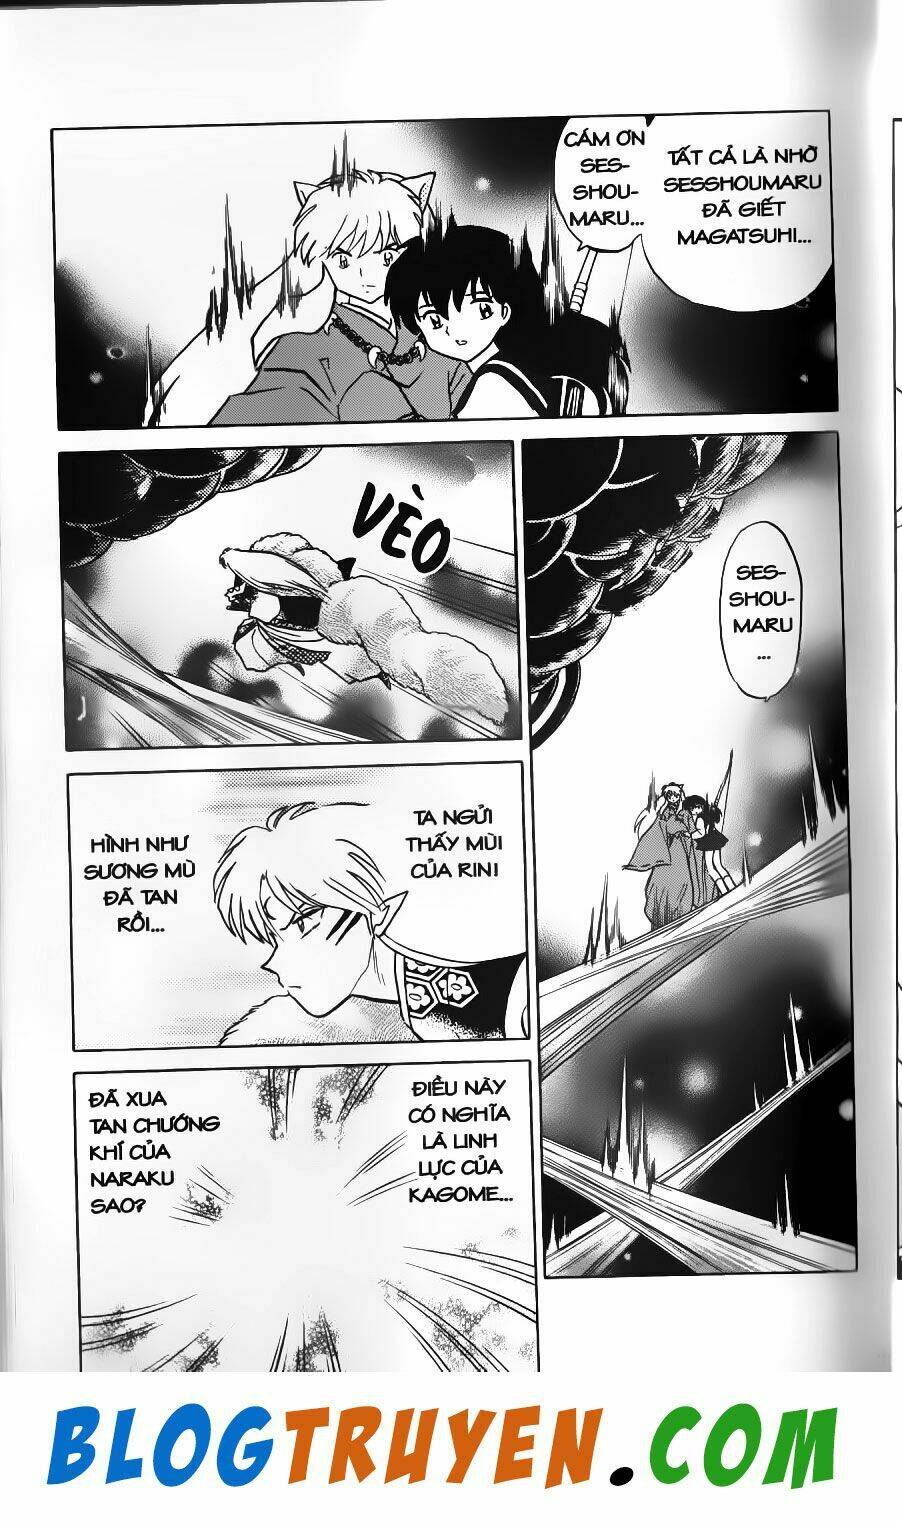 TẤT CẢ LÀ NHỜ
SESSHOUMARU
ĐÃ GIẾT
MAGATSUHI...
CÁM ƠN
SES-
SHOU-
MARU...
SES-
SHOU-
MARU
...
VÈO
TA NGỬI
THẤY MÙI
CỦA RIN!
HÌNH NHƯ
SƯƠNG MÙ
ĐÃ TAN
RỒI...
ĐIỀU NÀY
CÓ NGHĨA
LÀ LINH
LỰC CỦA
KAGOME...
ĐÃ XUA
TAN CHƯỚNG
KHÍ CỦA
NARAKU
SAO?
BLOGTRUYEN.COM